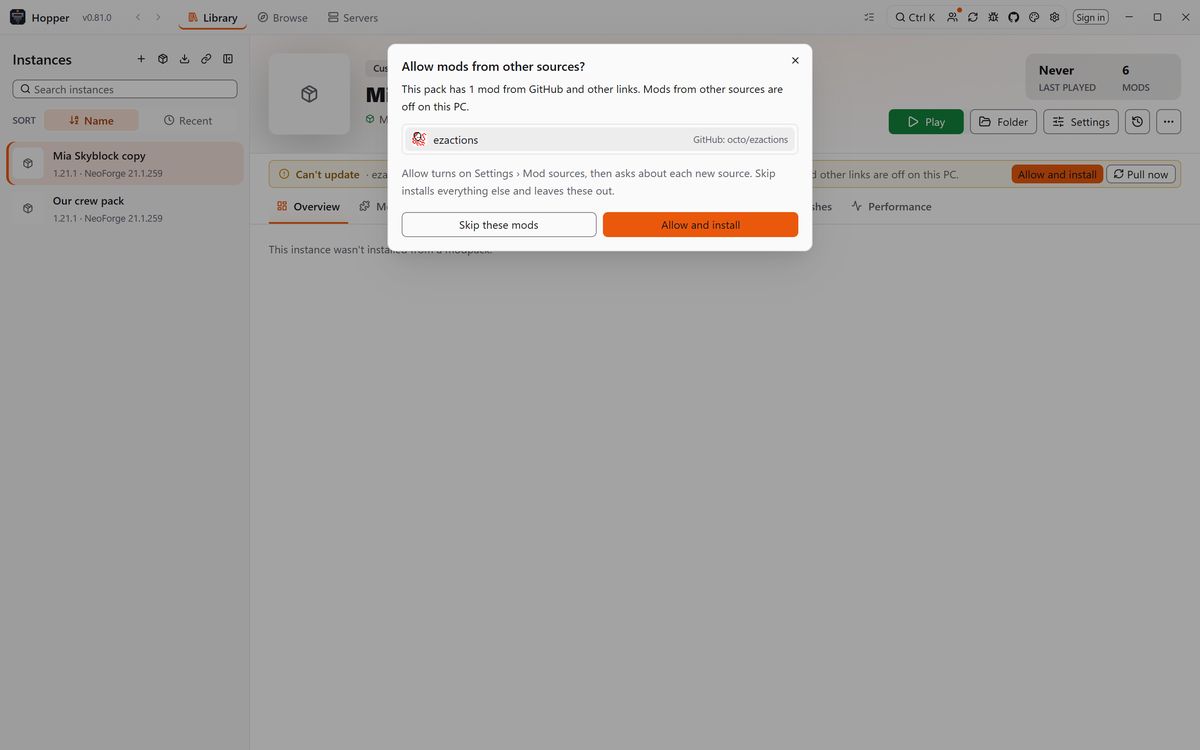 Hopper v0.81.0 Library Browse Servers Ctrl K Sign in
Instances
Search instances
SORT Name Recent
Mia Skyblock copy
1.21.1 · NeoForge 21.1.259
Our crew pack
1.21.1 · NeoForge 21.1.259
Never 6
LAST PLAYED MODS
Play Folder Settings
Can't update
d other links are off on this PC.
Allow and install Pull now
Overview
Performance
This instance wasn't installed from a modpack.
Allow mods from other sources?
This pack has 1 mod from GitHub and other links. Mods from other sources are
off on this PC.
ezactions GitHub: octo/ezactions
Allow turns on Settings › Mod sources, then asks about each new source. Skip
installs everything else and leaves these out.
Skip these mods Allow and install